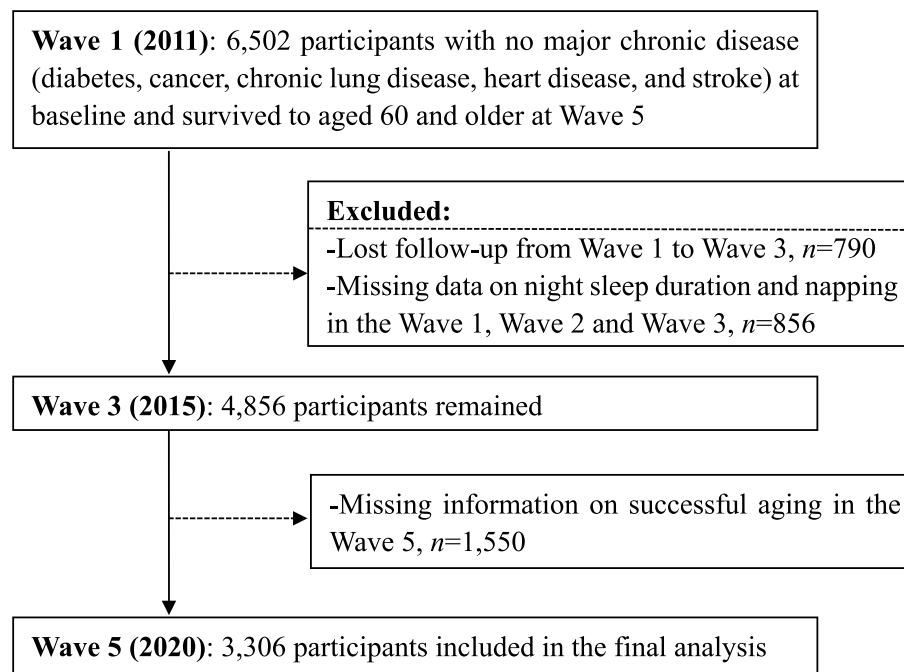 Wave 1 (2011): 6,502 participants with no major chronic disease
(diabetes, cancer, chronic lung disease, heart disease, and stroke) at
baseline and survived to aged 60 and older at Wave 5
Excluded:
-Lost follow-up from Wave 1 to Wave 3, n=790
-Missing data on night sleep duration and napping
in the Wave 1, Wave 2 and Wave 3, n=856
Wave 3 (2015): 4,856 participants remained
-Missing information on successful aging in the
Wave 5, n=1,550
Wave 5 (2020): 3,306 participants included in the final analysis